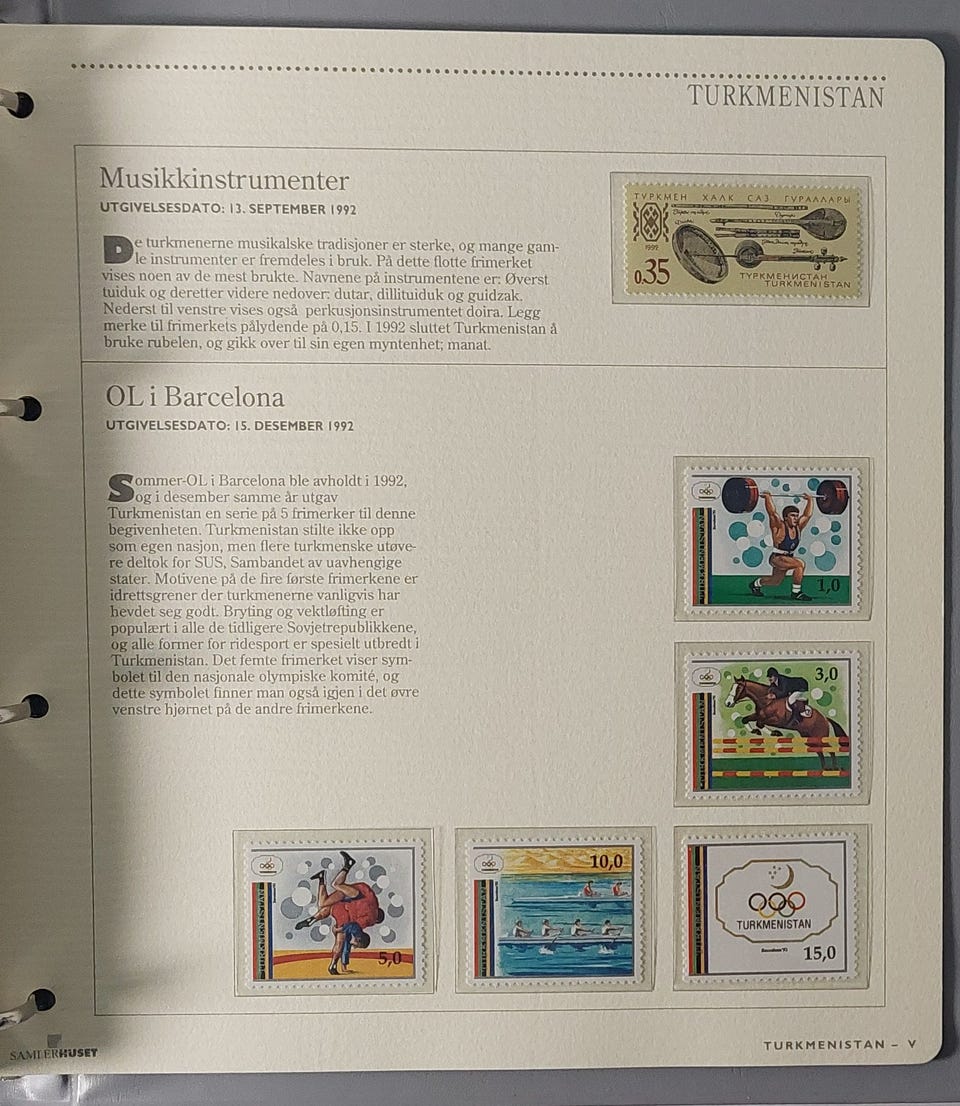 TURKMENISTAN
Musikkinstrumenter
UTGIVELSESDATO: 13. SEPTEMBER 1992
De turkmenerne musikalske tradisjoner er sterke, og mange gam-
le instrumenter er fremdeles i bruk. På dette flotte frimerket
vises noen av de mest brukte. Navnene på instrumentene er: Øverst
tuiduk og deretter videre nedover: dutar, dillituiduk og guidzak.
Nederst til venstre vises også perkusjonsinstrumentet doira. Legg
merke til frimerkets pålydende på 0,15. I 1992 sluttet Turkmenistan å
bruke rubelen, og gikk over til sin egen myntenhet; manat.
ТҮРКМЕН ХАЛК САЗ ГУРАЛЛАРЫ
1992
0.35
ТУРКМЕНИСТАН
TURKMENISTAN
OL i Barcelona
UTGIVELSESDATO: 15. DESEMBER 1992
Sommer-OL i Barcelona ble avholdt i 1992,
og i desember samme år utgav
Turkmenistan en serie på 5 frimerker til denne
begivenheten. Turkmenistan stilte ikke opp
som egen nasjon, men flere turkmenske utøve-
re deltok for SUS, Sambandet av uavhengige
stater. Motivene på de fire første frimerkene er
idrettsgrener der turkmenerne vanligvis har
hevdet seg godt. Bryting og vektløfting er
populært i alle de tidligere Sovjetrepublikkene,
og alle former for ridesport er spesielt utbredt i
Turkmenistan. Det femte frimerket viser sym-
bolet til den nasjonale olympiske komité, og
dette symbolet finner man også igjen i det øvre
venstre hjørnet på de andre frimerkene.
TURKMENISTAN
1,0
TURKMENISTAN
3,0
TURKMENISTAN
5,0
TURKMENISTAN
10,0
TURKMENISTAN
TURKMENISTAN
Barcelona'92
15,0
SAMLERHUSET
TURKMENISTAN – V